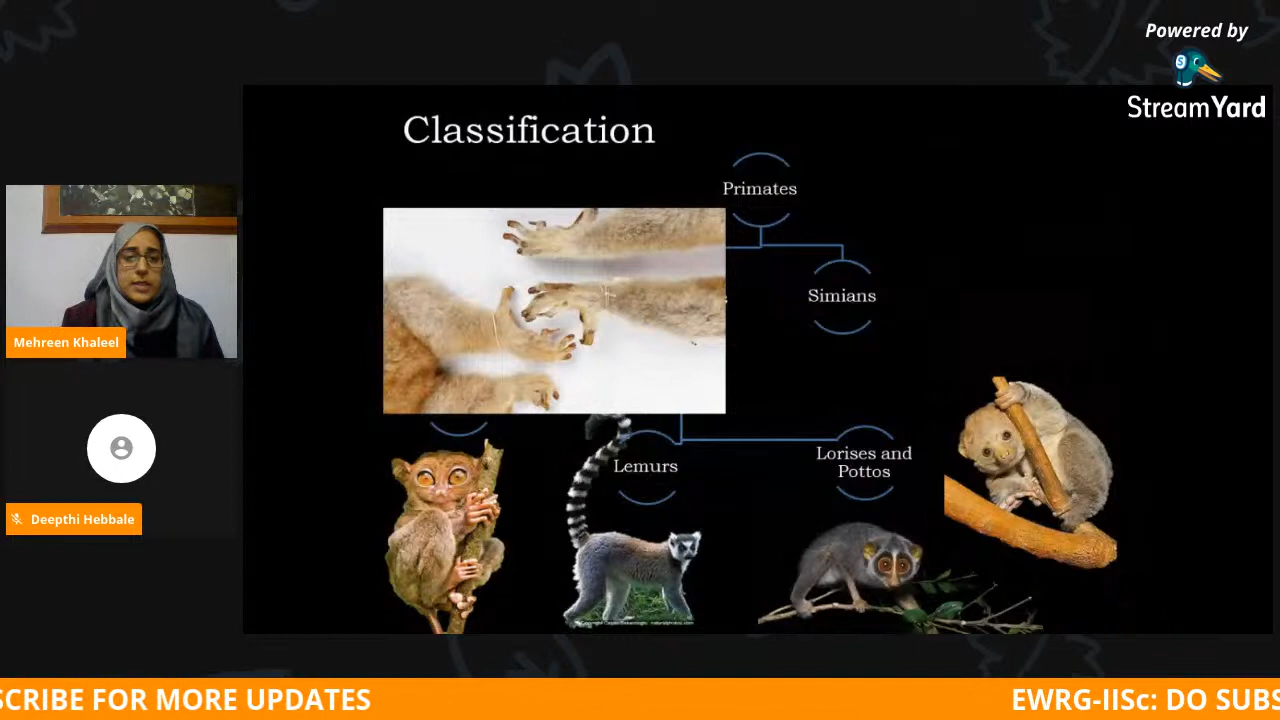 Powered by
StreamYard
Classification
Primates
Simians
Mehreen Khaleel
Lemurs
Lorises and
Pottos
Deepthi Hebbale
SCRIBE FOR MORE UPDATES
EWRG-IISc: DO SUBS